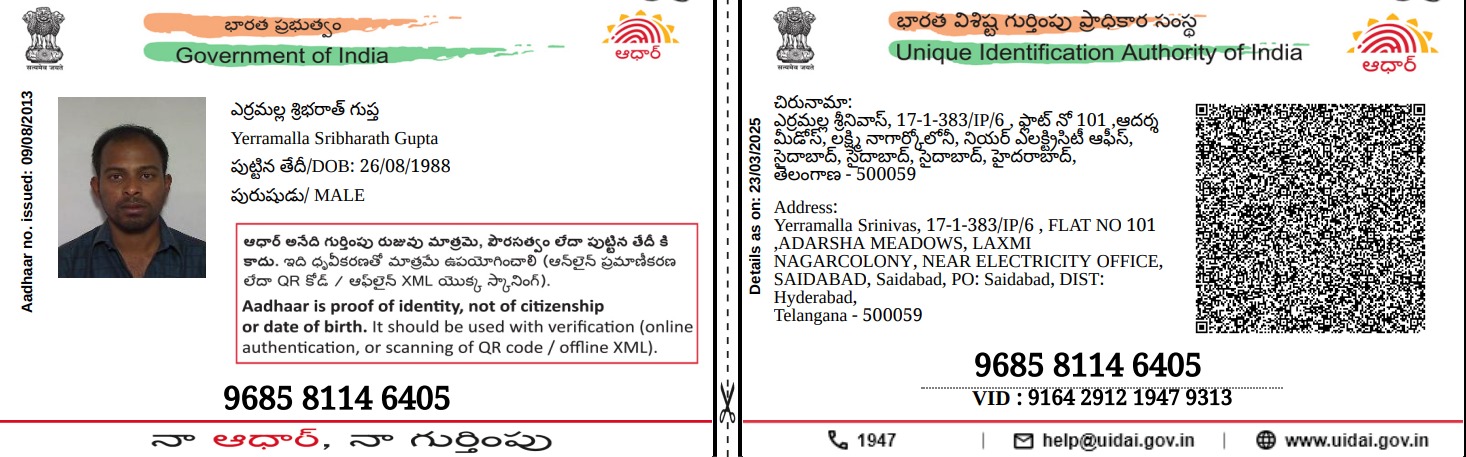 భారత ప్రభుత్వం
Government of India
सत्यमेव जयते
ఆధార్
Aadhaar no. issued: 09/08/2013
ఎర్రమల్ల శ్రిభరాత్ గుప్త
Yerramalla Sribharath Gupta
పుట్టిన తేదీ/DOB: 26/08/1988
పురుషుడు/ MALE
ఆధార్ అనేది గుర్తింపు రుజువు మాత్రమే, పౌరసత్వం లేదా పుట్టిన తేదీ కి
కాదు. ఇది ధృవీకరణతో మాత్రమే ఉపయోగించాలి (ఆన్‌లైన్ ప్రమాణీకరణ
లేదా QR కోడ్ / ఆఫ్‌లైన్ XML యొక్క స్కానింగ్).
Aadhaar is proof of identity, not of citizenship
or date of birth. It should be used with verification (online
authentication, or scanning of QR code / offline XML).
9685 8114 6405
నా ఆధార్, నా గుర్తింపు
భారత విశిష్ట గుర్తింపు ప్రాధికార సంస్థ
Unique Identification Authority of India
सत्यमेव जयते
ఆధార్
Details as on: 23/03/2025
చిరునామా:
ఎర్రమల్ల శ్రీనివాస్, 17-1-383/IP/6 , ఫ్లాట్ నో 101 ,ఆదర్శ
మీడోస్, లక్ష్మి నాగార్కోలోనీ, నియర్ ఎలక్ట్రిసిటీ ఆఫీస్,
సైదాబాద్, సైదాబాద్, సైదాబాద్, హైదరాబాద్,
తెలంగాణ - 500059
Address:
Yerramalla Srinivas, 17-1-383/IP/6 , FLAT NO 101
,ADARSHA MEADOWS, LAXMI
NAGARCOLONY, NEAR ELECTRICITY OFFICE,
SAIDABAD, Saidabad, PO: Saidabad, DIST:
Hyderabad,
Telangana - 500059
9685 8114 6405
VID : 9164 2912 1947 9313
1947 | help@uidai.gov.in | www.uidai.gov.in